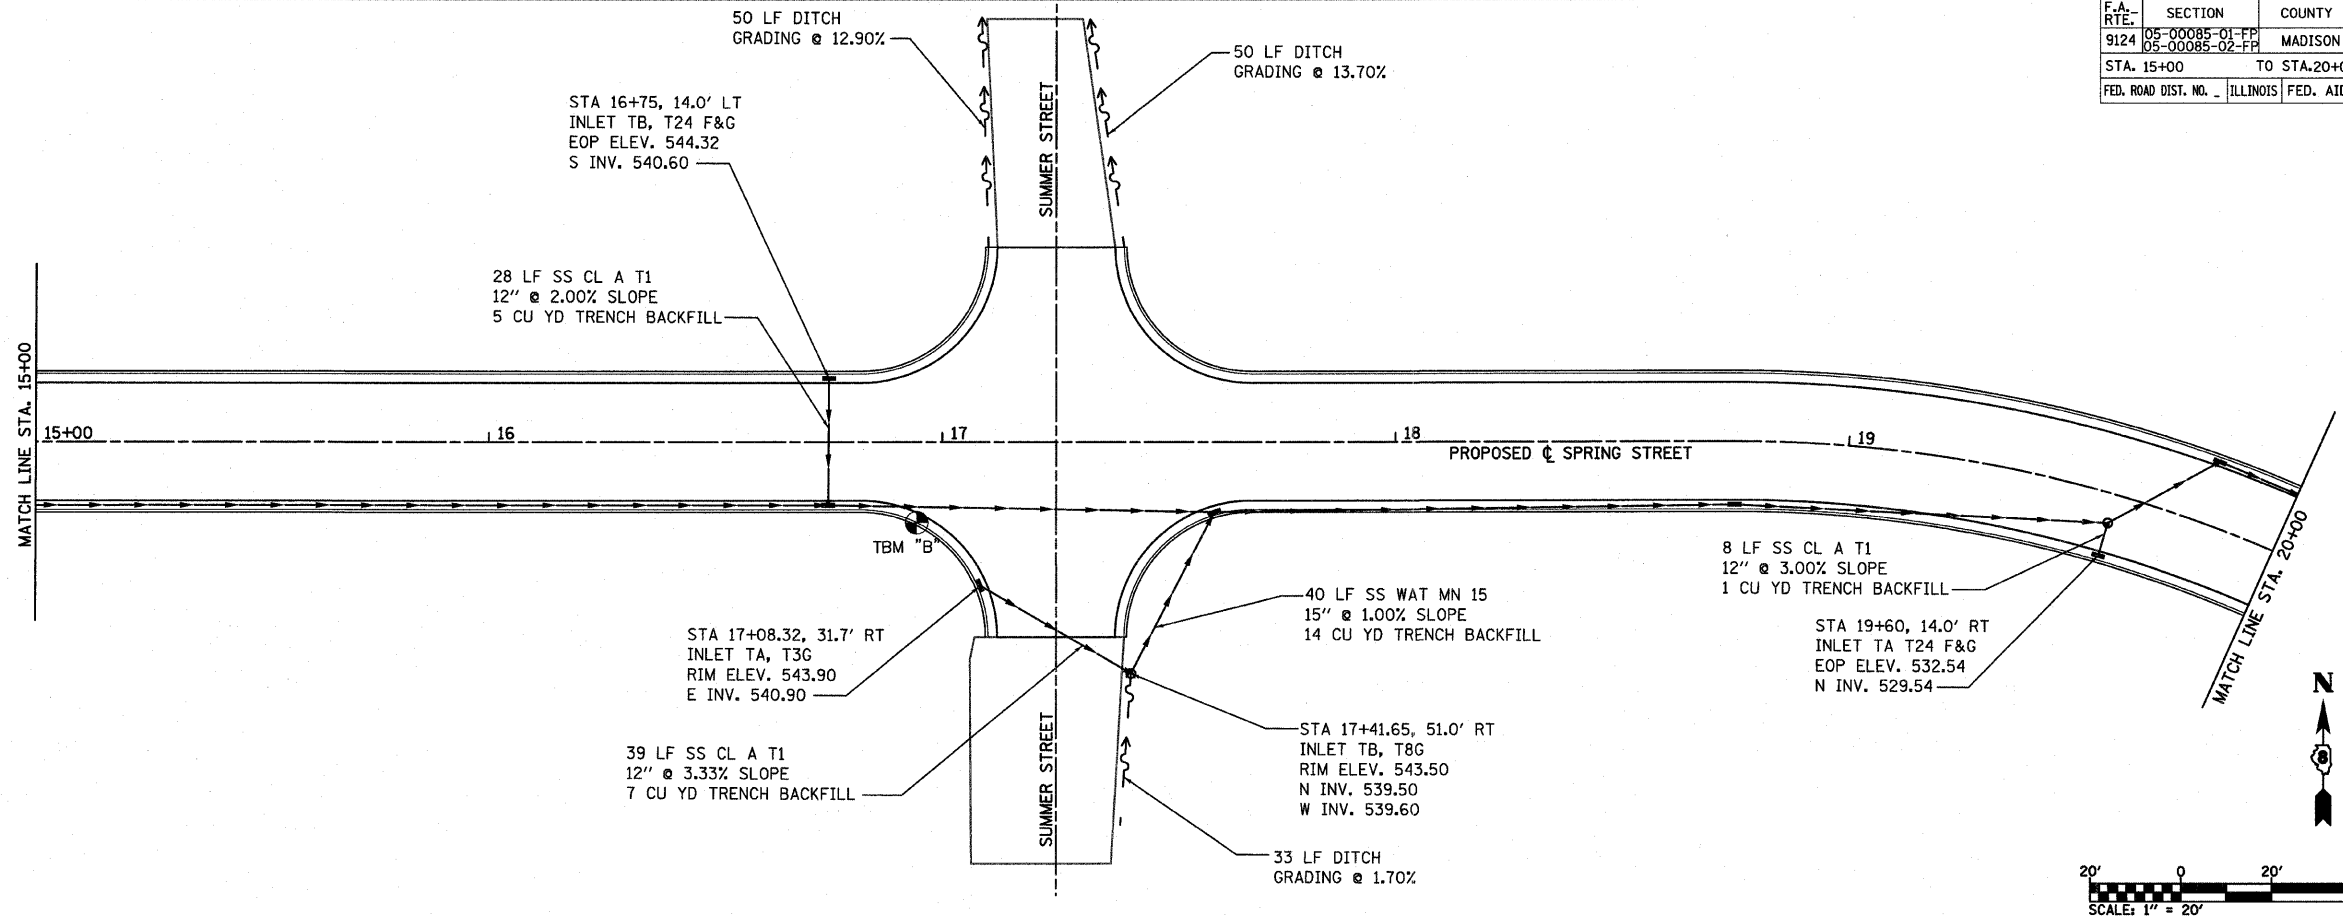 50 LF DITCH
GRADING @ 12.90%
50 LF DITCH
GRADING @ 13.70%
F.A.-RTE.
SECTION
COUNTY
9124
05-00085-01-FP
05-00085-02-FP
MADISON
STA. 15+00
TO STA.20+0
FED. ROAD DIST. NO. _
ILLINOIS
FED. AID
STA 16+75, 14.0' LT
INLET TB, T24 F&G
EOP ELEV. 544.32
S INV. 540.60
SUMMER STREET
28 LF SS CL A T1
12" @ 2.00% SLOPE
5 CU YD TRENCH BACKFILL
MATCH LINE STA. 15+00
15+00
16
17
18
19
PROPOSED ℄ SPRING STREET
TBM "B"
MATCH LINE STA. 20+00
STA 17+08.32, 31.7' RT
INLET TA, T3G
RIM ELEV. 543.90
E INV. 540.90
40 LF SS WAT MN 15
15" @ 1.00% SLOPE
14 CU YD TRENCH BACKFILL
8 LF SS CL A T1
12" @ 3.00% SLOPE
1 CU YD TRENCH BACKFILL
STA 19+60, 14.0' RT
INLET TA T24 F&G
EOP ELEV. 532.54
N INV. 529.54
39 LF SS CL A T1
12" @ 3.33% SLOPE
7 CU YD TRENCH BACKFILL
SUMMER STREET
STA 17+41.65, 51.0' RT
INLET TB, T8G
RIM ELEV. 543.50
N INV. 539.50
W INV. 539.60
33 LF DITCH
GRADING @ 1.70%
N
8
20' 0 20'
SCALE: 1" = 20'